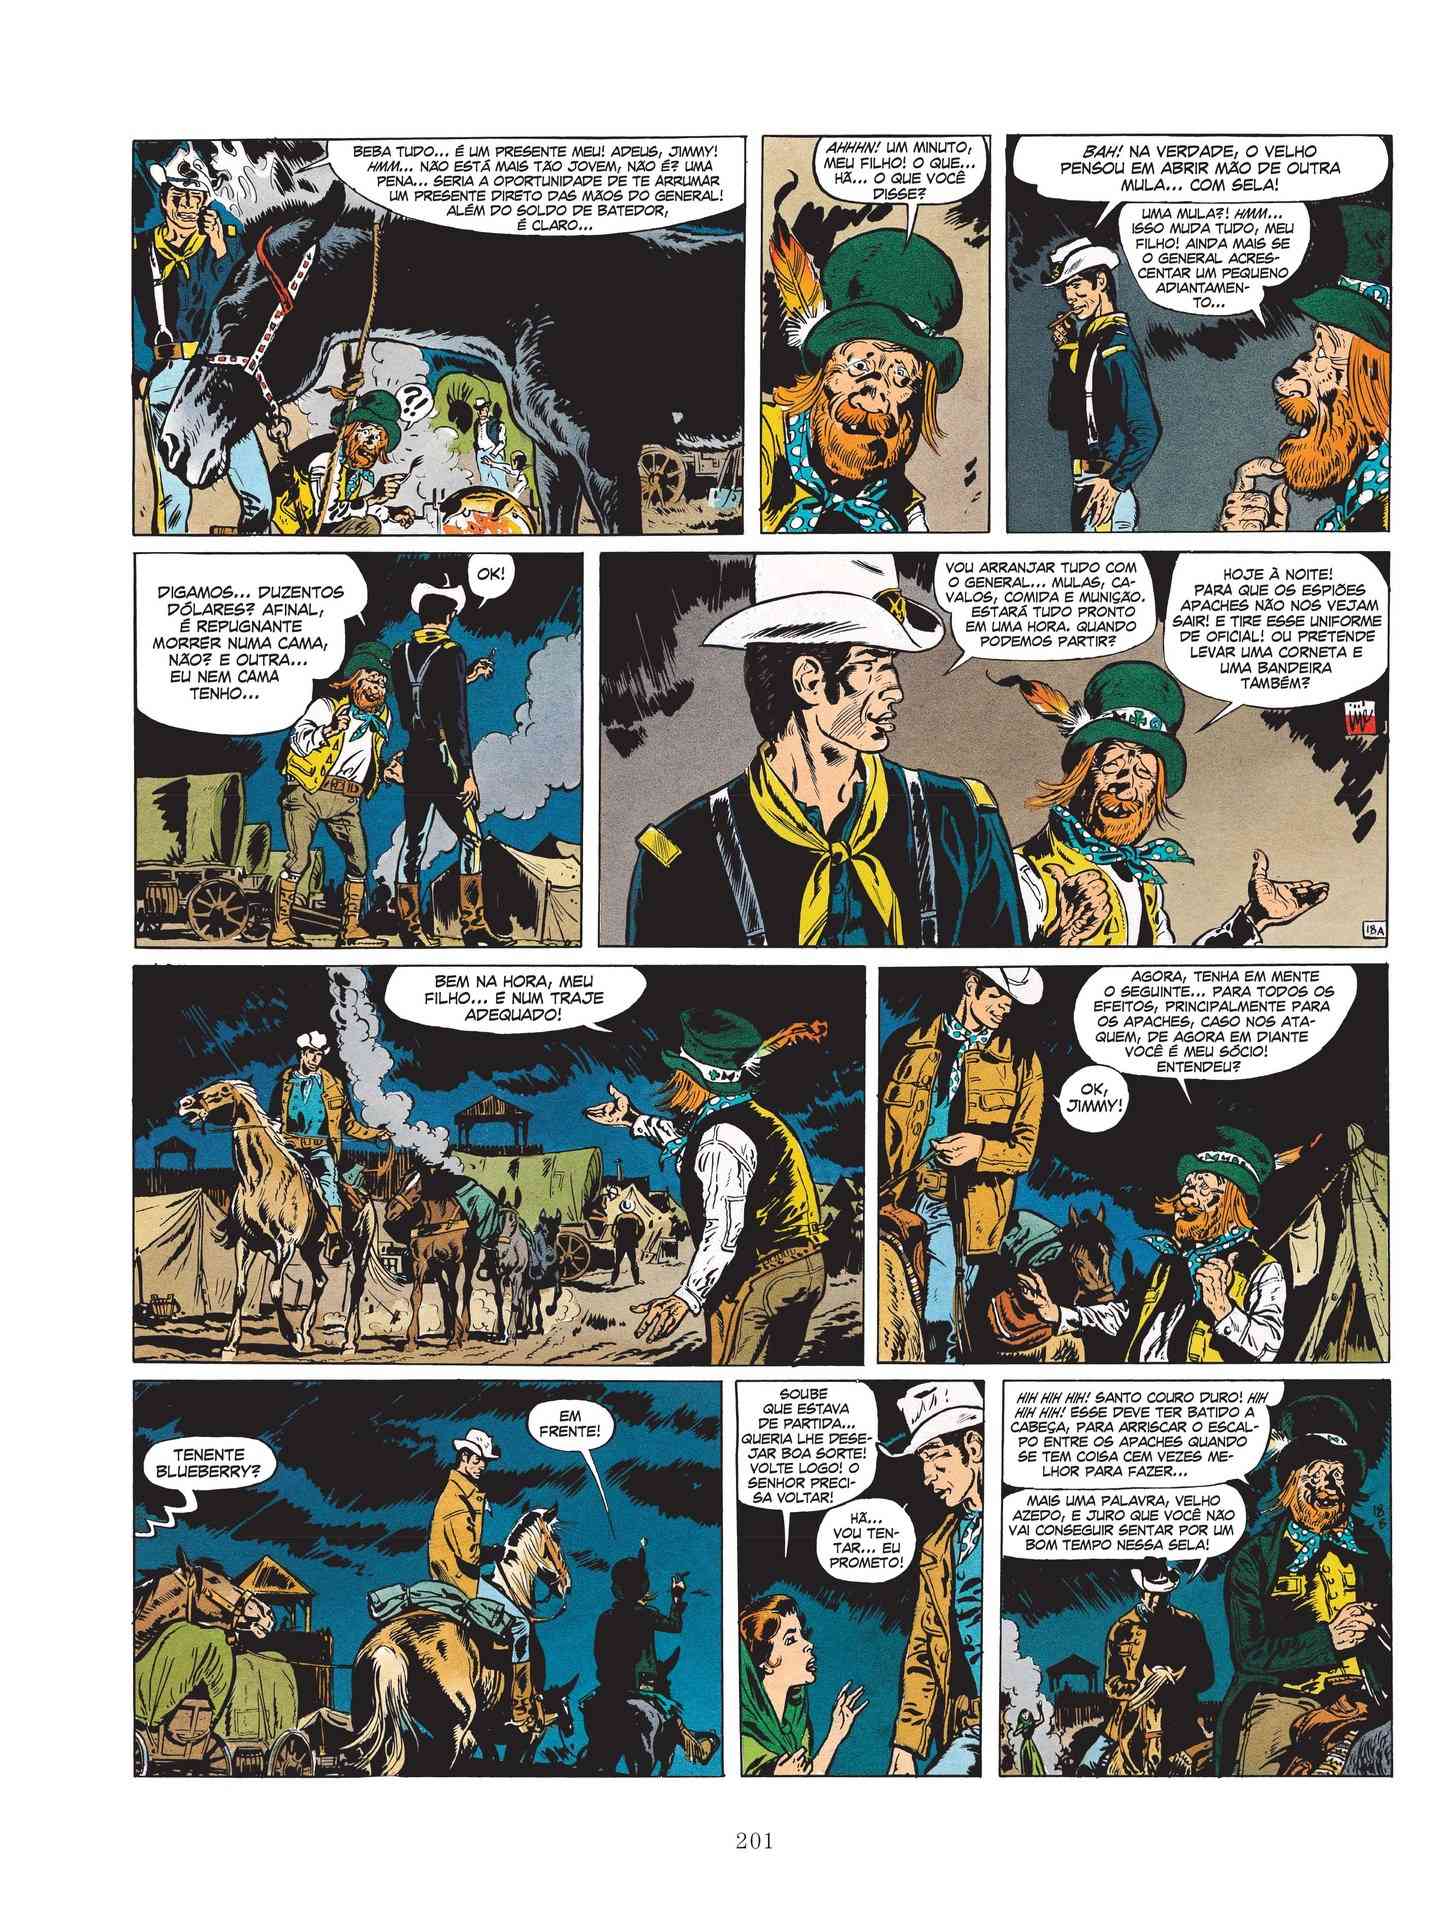 BEBA TUDO... É UM PRESENTE MEU! ADEUS, JIMMY!
HMM... NÃO ESTÁ MAIS TÃO JOVEM, NÃO É? UMA
PENA... SERIA A OPORTUNIDADE DE TE ARRUMAR
UM PRESENTE DIRETO DAS MÃOS DO GENERAL!
ALÉM DO SOLDO DE BATEDOR,
É CLARO...
?
AHHHN! UM MINUTO,
MEU FILHO! O QUE...
HÃ... O QUE VOCÊ
DISSE?
BAH! NA VERDADE, O VELHO
PENSOU EM ABRIR MÃO DE OUTRA
MULA... COM SELA!
UMA MULA?! HMM...
ISSO MUDA TUDO, MEU
FILHO! AINDA MAIS SE
O GENERAL ACRES-
CENTAR UM PEQUENO
ADIANTAMEN-
TO...
DIGAMOS... DUZENTOS
DÓLARES? AFINAL,
É REPUGNANTE
MORRER NUMA CAMA,
NÃO? E OUTRA...
EU NEM CAMA
TENHO...
OK!
VOU ARRANJAR TUDO COM
O GENERAL... MULAS, CA-
VALOS, COMIDA E MUNIÇÃO.
ESTARÁ TUDO PRONTO
EM UMA HORA. QUANDO
PODEMOS PARTIR?
HOJE À NOITE!
PARA QUE OS ESPIÕES
APACHES NÃO NOS VEJAM
SAIR! E TIRE ESSE UNIFORME
DE OFICIAL! OU PRETENDE
LEVAR UMA CORNETA E
UMA BANDEIRA
TAMBÉM?
18A
BEM NA HORA, MEU
FILHO... E NUM TRAJE
ADEQUADO!
AGORA, TENHA EM MENTE
O SEGUINTE... PARA TODOS OS
EFEITOS, PRINCIPALMENTE PARA
OS APACHES, CASO NOS ATA-
QUEM, DE AGORA EM DIANTE
VOCÊ É MEU SÓCIO!
ENTENDEU?
OK,
JIMMY!
TENENTE
BLUEBERRY?
EM
FRENTE!
SOUBE
QUE ESTAVA
DE PARTIDA...
QUERIA LHE DESE-
JAR BOA SORTE!
VOLTE LOGO! O
SENHOR PRECI-
SA VOLTAR!
HÃ...
VOU TEN-
TAR... EU
PROMETO!
HIH HIH HIH! SANTO COURO DURO! HIH
HIH HIH! ESSE DEVE TER BATIDO A
CABEÇA, PARA ARRISCAR O ESCAL-
PO ENTRE OS APACHES QUANDO
SE TEM COISA CEM VEZES ME-
LHOR PARA FAZER...
MAIS UMA PALAVRA, VELHO
AZEDO, E JURO QUE VOCÊ NÃO
VAI CONSEGUIR SENTAR POR UM
BOM TEMPO NESSA SELA!
18
B
201